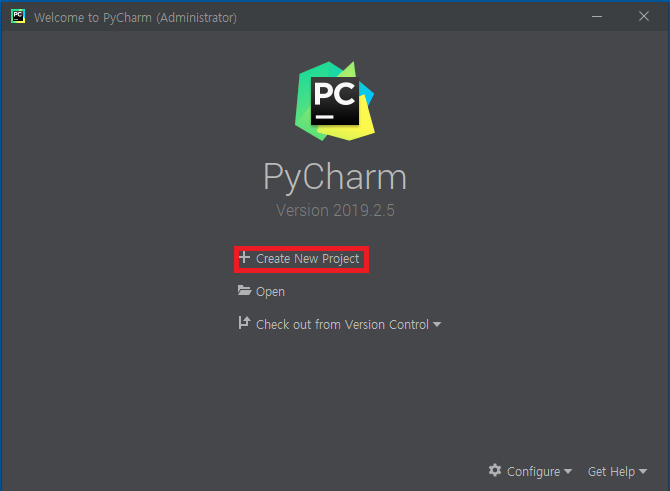 Welcome to PyCharm (Administrator)
PC
PyCharm
Version 2019.2.5
Create New Project
Open
Check out from Version Control
Configure Get Help